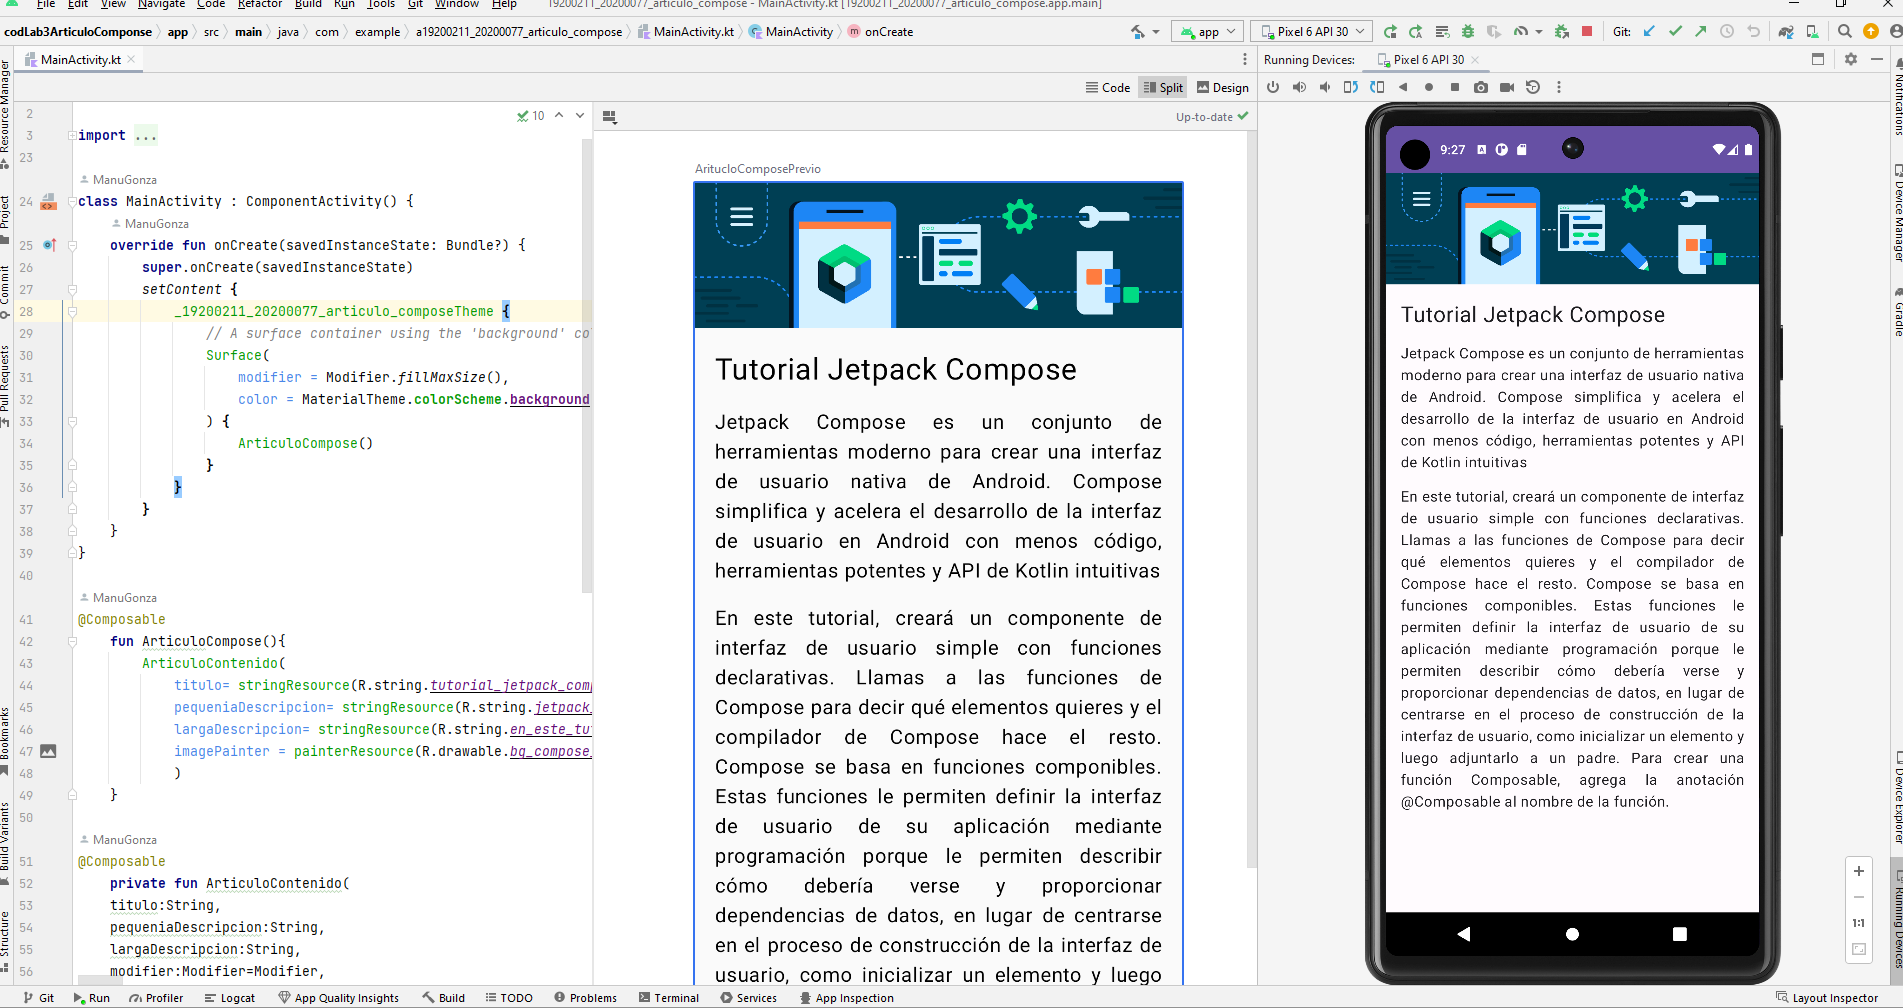 File Edit View Navigate Code Refactor Build Run Tools Git Window Help 19200211_20200077_articulo_compose - MainActivity.kt [19200211_20200077_articulo_compose.app.main]
codLab3ArticuloComponse app src main java com example a19200211_20200077_articulo_compose MainActivity.kt MainActivity onCreate
app Pixel 6 API 30 Git:
MainActivity.kt
Running Devices: Pixel 6 API 30
Code Split Design
10
Up-to-date
2
3 import ...
23
ManuGonza
24 class MainActivity : ComponentActivity() {
ManuGonza
25 override fun onCreate(savedInstanceState: Bundle?) {
26 super.onCreate(savedInstanceState)
27 setContent {
28 _19200211_20200077_articulo_composeTheme {
29 // A surface container using the 'background' co
30 Surface(
31 modifier = Modifier.fillMaxSize(),
32 color = MaterialTheme.colorScheme.background
33 ) {
34 ArticuloCompose()
35 }
36 }
37 }
38 }
39 }
40
ManuGonza
41 @Composable
42 fun ArticuloCompose(){
43 ArticuloContenido(
44 titulo= stringResource(R.string.tutorial_jetpack_com
45 pequeniaDescripcion= stringResource(R.string.jetpack_
46 largaDescripcion= stringResource(R.string.en_este_tu
47 imagePainter = painterResource(R.drawable.bg_compose_
48 )
49 }
50
ManuGonza
51 @Composable
52 private fun ArticuloContenido(
53 titulo:String,
54 pequeniaDescripcion:String,
55 largaDescripcion:String,
56 modifier:Modifier=Modifier,
AritucloComposePrevio
Tutorial Jetpack Compose
Jetpack Compose es un conjunto de
herramientas moderno para crear una interfaz
de usuario nativa de Android. Compose
simplifica y acelera el desarrollo de la interfaz
de usuario en Android con menos código,
herramientas potentes y API de Kotlin intuitivas
En este tutorial, creará un componente de
interfaz de usuario simple con funciones
declarativas. Llamas a las funciones de
Compose para decir qué elementos quieres y el
compilador de Compose hace el resto.
Compose se basa en funciones componibles.
Estas funciones le permiten definir la interfaz
de usuario de su aplicación mediante
programación porque le permiten describir
cómo debería verse y proporcionar
dependencias de datos, en lugar de centrarse
en el proceso de construcción de la interfaz de
usuario, como inicializar un elemento y luego
9:27
Tutorial Jetpack Compose
Jetpack Compose es un conjunto de herramientas
moderno para crear una interfaz de usuario nativa
de Android. Compose simplifica y acelera el
desarrollo de la interfaz de usuario en Android
con menos código, herramientas potentes y API
de Kotlin intuitivas
En este tutorial, creará un componente de interfaz
de usuario simple con funciones declarativas.
Llamas a las funciones de Compose para decir
qué elementos quieres y el compilador de
Compose hace el resto. Compose se basa en
funciones componibles. Estas funciones le
permiten definir la interfaz de usuario de su
aplicación mediante programación porque le
permiten describir cómo debería verse y
proporcionar dependencias de datos, en lugar de
centrarse en el proceso de construcción de la
interfaz de usuario, como inicializar un elemento y
luego adjuntarlo a un padre. Para crear una
función Composable, agrega la anotación
@Composable al nombre de la función.
1:1
Resource Manager
Project
Commit
Pull Requests
Bookmarks
Build Variants
Structure
Notifications
Device Manager
Gradle
Device Explorer
Running Devices
Git Run Profiler Logcat App Quality Insights Build TODO Problems Terminal Services App Inspection Layout Inspector